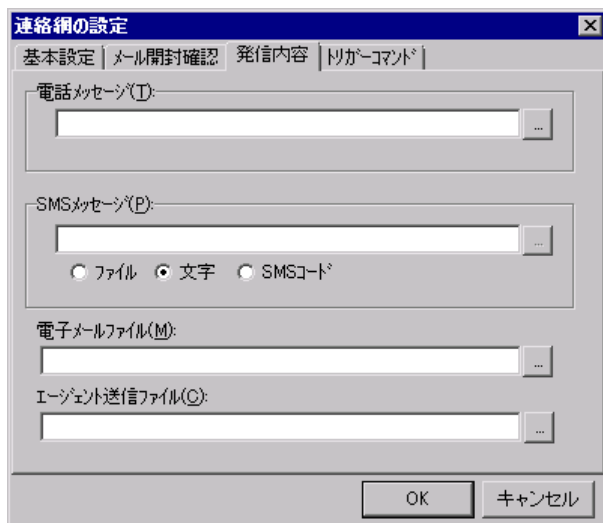 連絡網の設定
基本設定 ﾒｰﾙ開封確認 発信内容 ﾄﾘｶﾞｰｺﾏﾝﾄﾞ
電話ﾒｯｾｰｼﾞ(T):
...
SMSﾒｯｾｰｼﾞ(P):
...
ﾌｧｲﾙ 文字 SMSｺｰﾄﾞ
電子ﾒｰﾙﾌｧｲﾙ(M):
...
ｴｰｼﾞｪﾝﾄ送信ﾌｧｲﾙ(C):
...
OK キャンセル